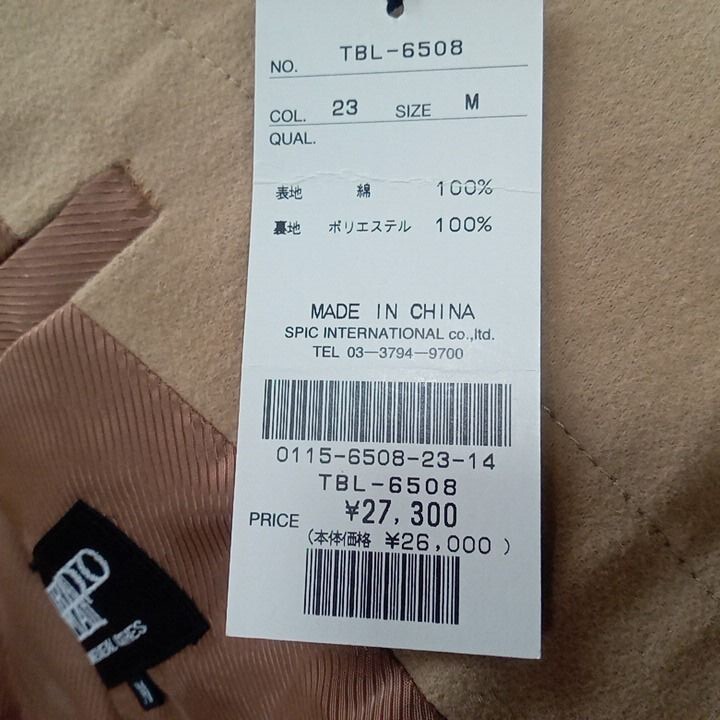 NO. TBL-6508
COL. 23 SIZE M
QUAL.
表地 綿 100%
裏地 ポリエステル 100%
MADE IN CHINA
SPIC INTERNATIONAL co.,ltd.
TEL 03-3794-9700
0115-6508-23-14
TBL-6508
PRICE ¥27,300
(本体価格 ¥26,000 )